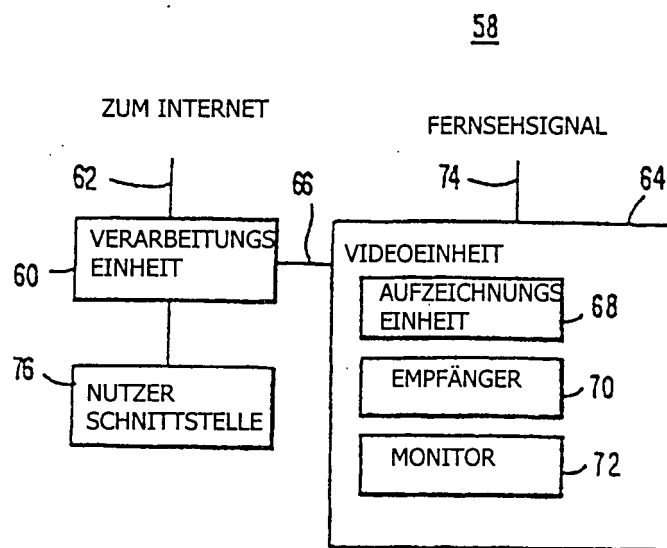 58
ZUM INTERNET
FERNSEHSIGNAL
62
66
74
64
VERARBEITUNGS
EINHEIT
60
VIDEOEINHEIT
AUFZEICHNUNGS
EINHEIT
68
76
NUTZER
SCHNITTSTELLE
EMPFÄNGER
70
MONITOR
72